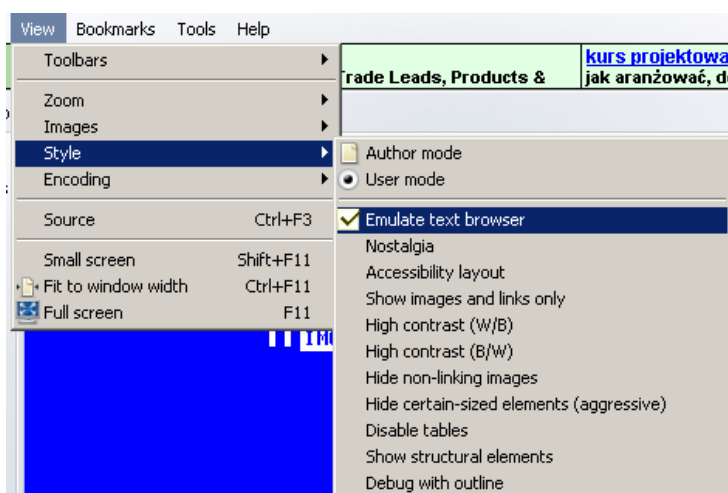 View Bookmarks Tools Help
Toolbars
Trade Leads, Products &
kurs projektowa
jak aranżować, d
Zoom
Images
Style
Encoding
Source Ctrl+F3
Small screen Shift+F11
Fit to window width Ctrl+F11
Full screen F11
Author mode
User mode
Emulate text browser
Nostalgia
Accessibility layout
Show images and links only
High contrast (W/B)
High contrast (B/W)
Hide non-linking images
Hide certain-sized elements (aggressive)
Disable tables
Show structural elements
Debug with outline